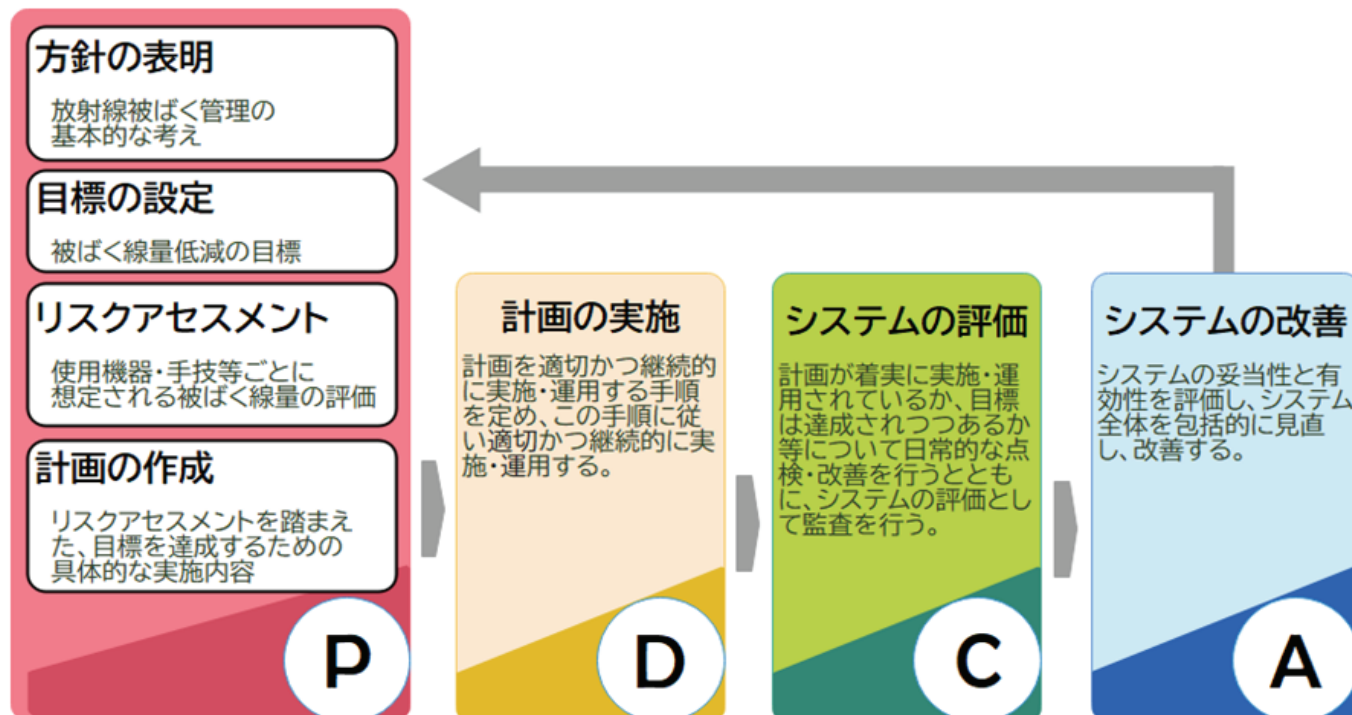 方針の表明
放射線被ばく管理の
基本的な考え
目標の設定
被ばく線量低減の目標
リスクアセスメント
使用機器・手技等ごとに
想定される被ばく線量の評価
計画の作成
リスクアセスメントを踏まえ
た、目標を達成するための
具体的な実施内容
P
計画の実施
計画を適切かつ継続的
に実施・運用する手順
を定め、この手順に従
い適切かつ継続的に実
施・運用する。
D
システムの評価
計画が着実に実施・運
用されているか、目標
は達成されつつあるか
等について日常的な点
検・改善を行うととも
に、システムの評価とし
て監査を行う。
C
システムの改善
システムの妥当性と有
効性を評価し、システム
全体を包括的に見直
し、改善する。
A